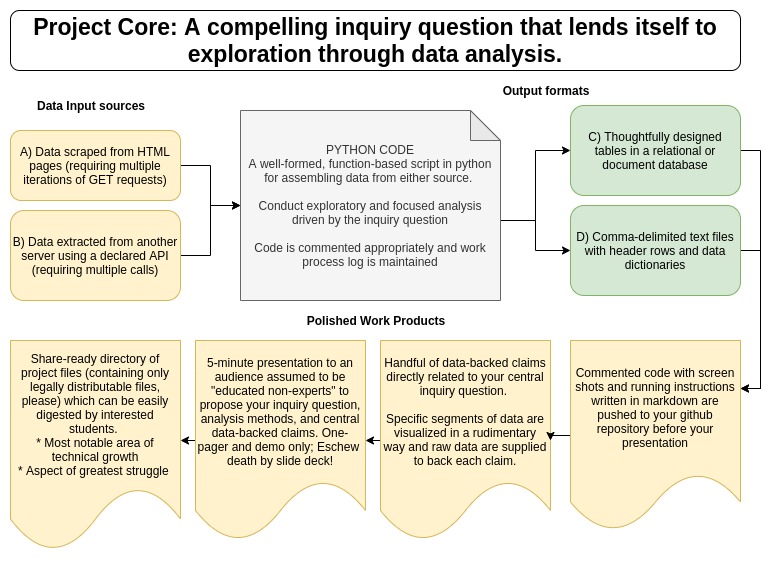 Project Core: A compelling inquiry question that lends itself to
exploration through data analysis.
Data Input sources
Output formats
A) Data scraped from HTML
pages (requiring multiple
iterations of GET requests)
B) Data extracted from another
server using a declared API
(requiring multiple calls)
PYTHON CODE
A well-formed, function-based script in python
for assembling data from either source.
Conduct exploratory and focused analysis
driven by the inquiry question
Code is commented appropriately and work
process log is maintained
C) Thoughtfully designed
tables in a relational or
document database
D) Comma-delimited text files
with header rows and data
dictionaries
Polished Work Products
Share-ready directory of
project files (containing only
legally distributable files,
please) which can be easily
digested by interested
students.
* Most notable area of
technical growth
* Aspect of greatest struggle
5-minute presentation to an
audience assumed to be
"educated non-experts" to
propose your inquiry question,
analysis methods, and central
data-backed claims. One-
pager and demo only; Eschew
death by slide deck!
Handful of data-backed claims
directly related to your central
inquiry question.
Specific segments of data are
visualized in a rudimentary
way and raw data are supplied
to back each claim.
Commented code with screen
shots and running instructions
written in markdown are
pushed to your github
repository before your
presentation